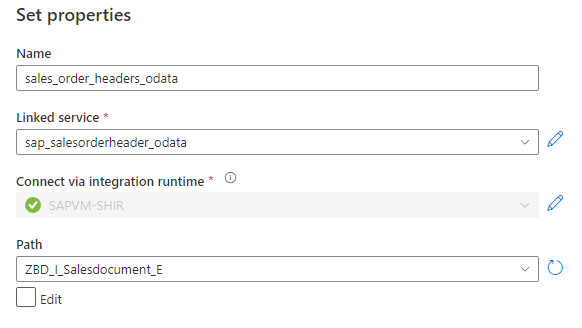 Set properties
Name
sales_order_headers_odata
Linked service *
sap_salesorderheader_odata
Connect via integration runtime *
SAPVM-SHIR
Path
ZBD_I_Salesdocument_E
Edit